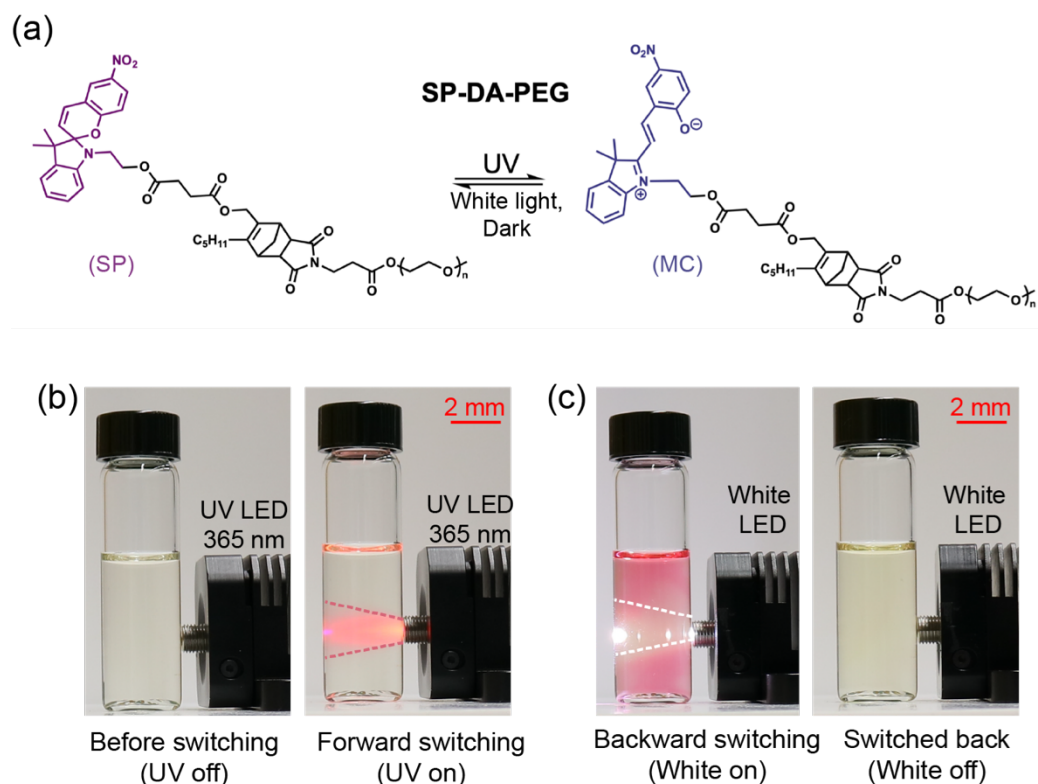 (a)
NO₂
O
N
O
O
O
O
C₅H₁₁
O
N
O
O
O
O
n
(SP)
SP-DA-PEG
UV
White light,
Dark
O₂N
O⊖
N
⊕
O
O
O
O
C₅H₁₁
O
N
O
O
O
O
n
(MC)
(b)
UV LED
365 nm
Before switching
(UV off)
2 mm
UV LED
365 nm
Forward switching
(UV on)
(c)
White
LED
Backward switching
(White on)
2 mm
White
LED
Switched back
(White off)